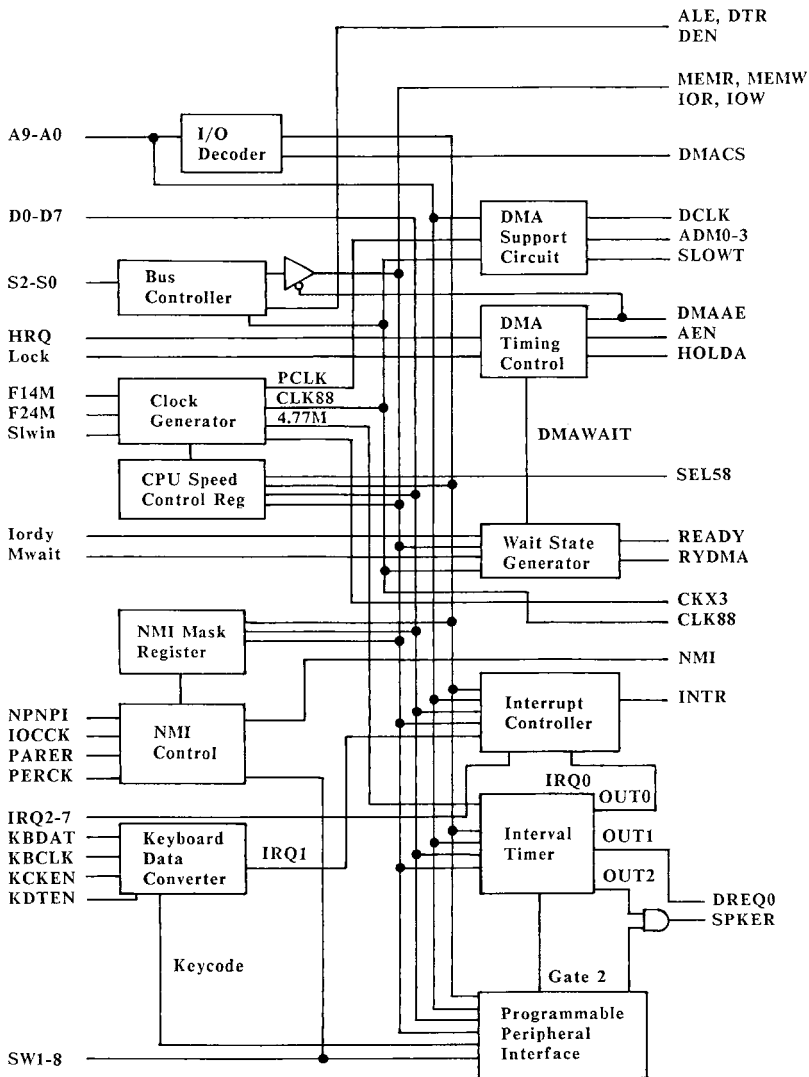 ALE, DTR
DEN
MEMR, MEMW
IOR, IOW
A9-A0
I/O
Decoder
DMACS
D0-D7
DMA
Support
Circuit
DCLK
ADM0-3
SLOWT
S2-S0
Bus
Controller
HRQ
Lock
DMA
Timing
Control
DMAAE
AEN
HOLDA
F14M
F24M
Slwin
Clock
Generator
PCLK
CLK88
4.77M
DMAWAIT
CPU Speed
Control Reg
SEL58
Iordy
Mwait
Wait State
Generator
READY
RYDMA
CKX3
CLK88
NMI Mask
Register
NMI
NPNPI
IOCCK
PARER
PERCK
NMI
Control
Interrupt
Controller
INTR
IRQ0
OUT0
IRQ2-7
KBDAT
KBCLK
KCKEN
KDTEN
Keyboard
Data
Converter
IRQ1
Interval
Timer
OUT1
OUT2
DREQ0
SPKER
Keycode
Gate 2
Programmable
Peripheral
Interface
SW1-8